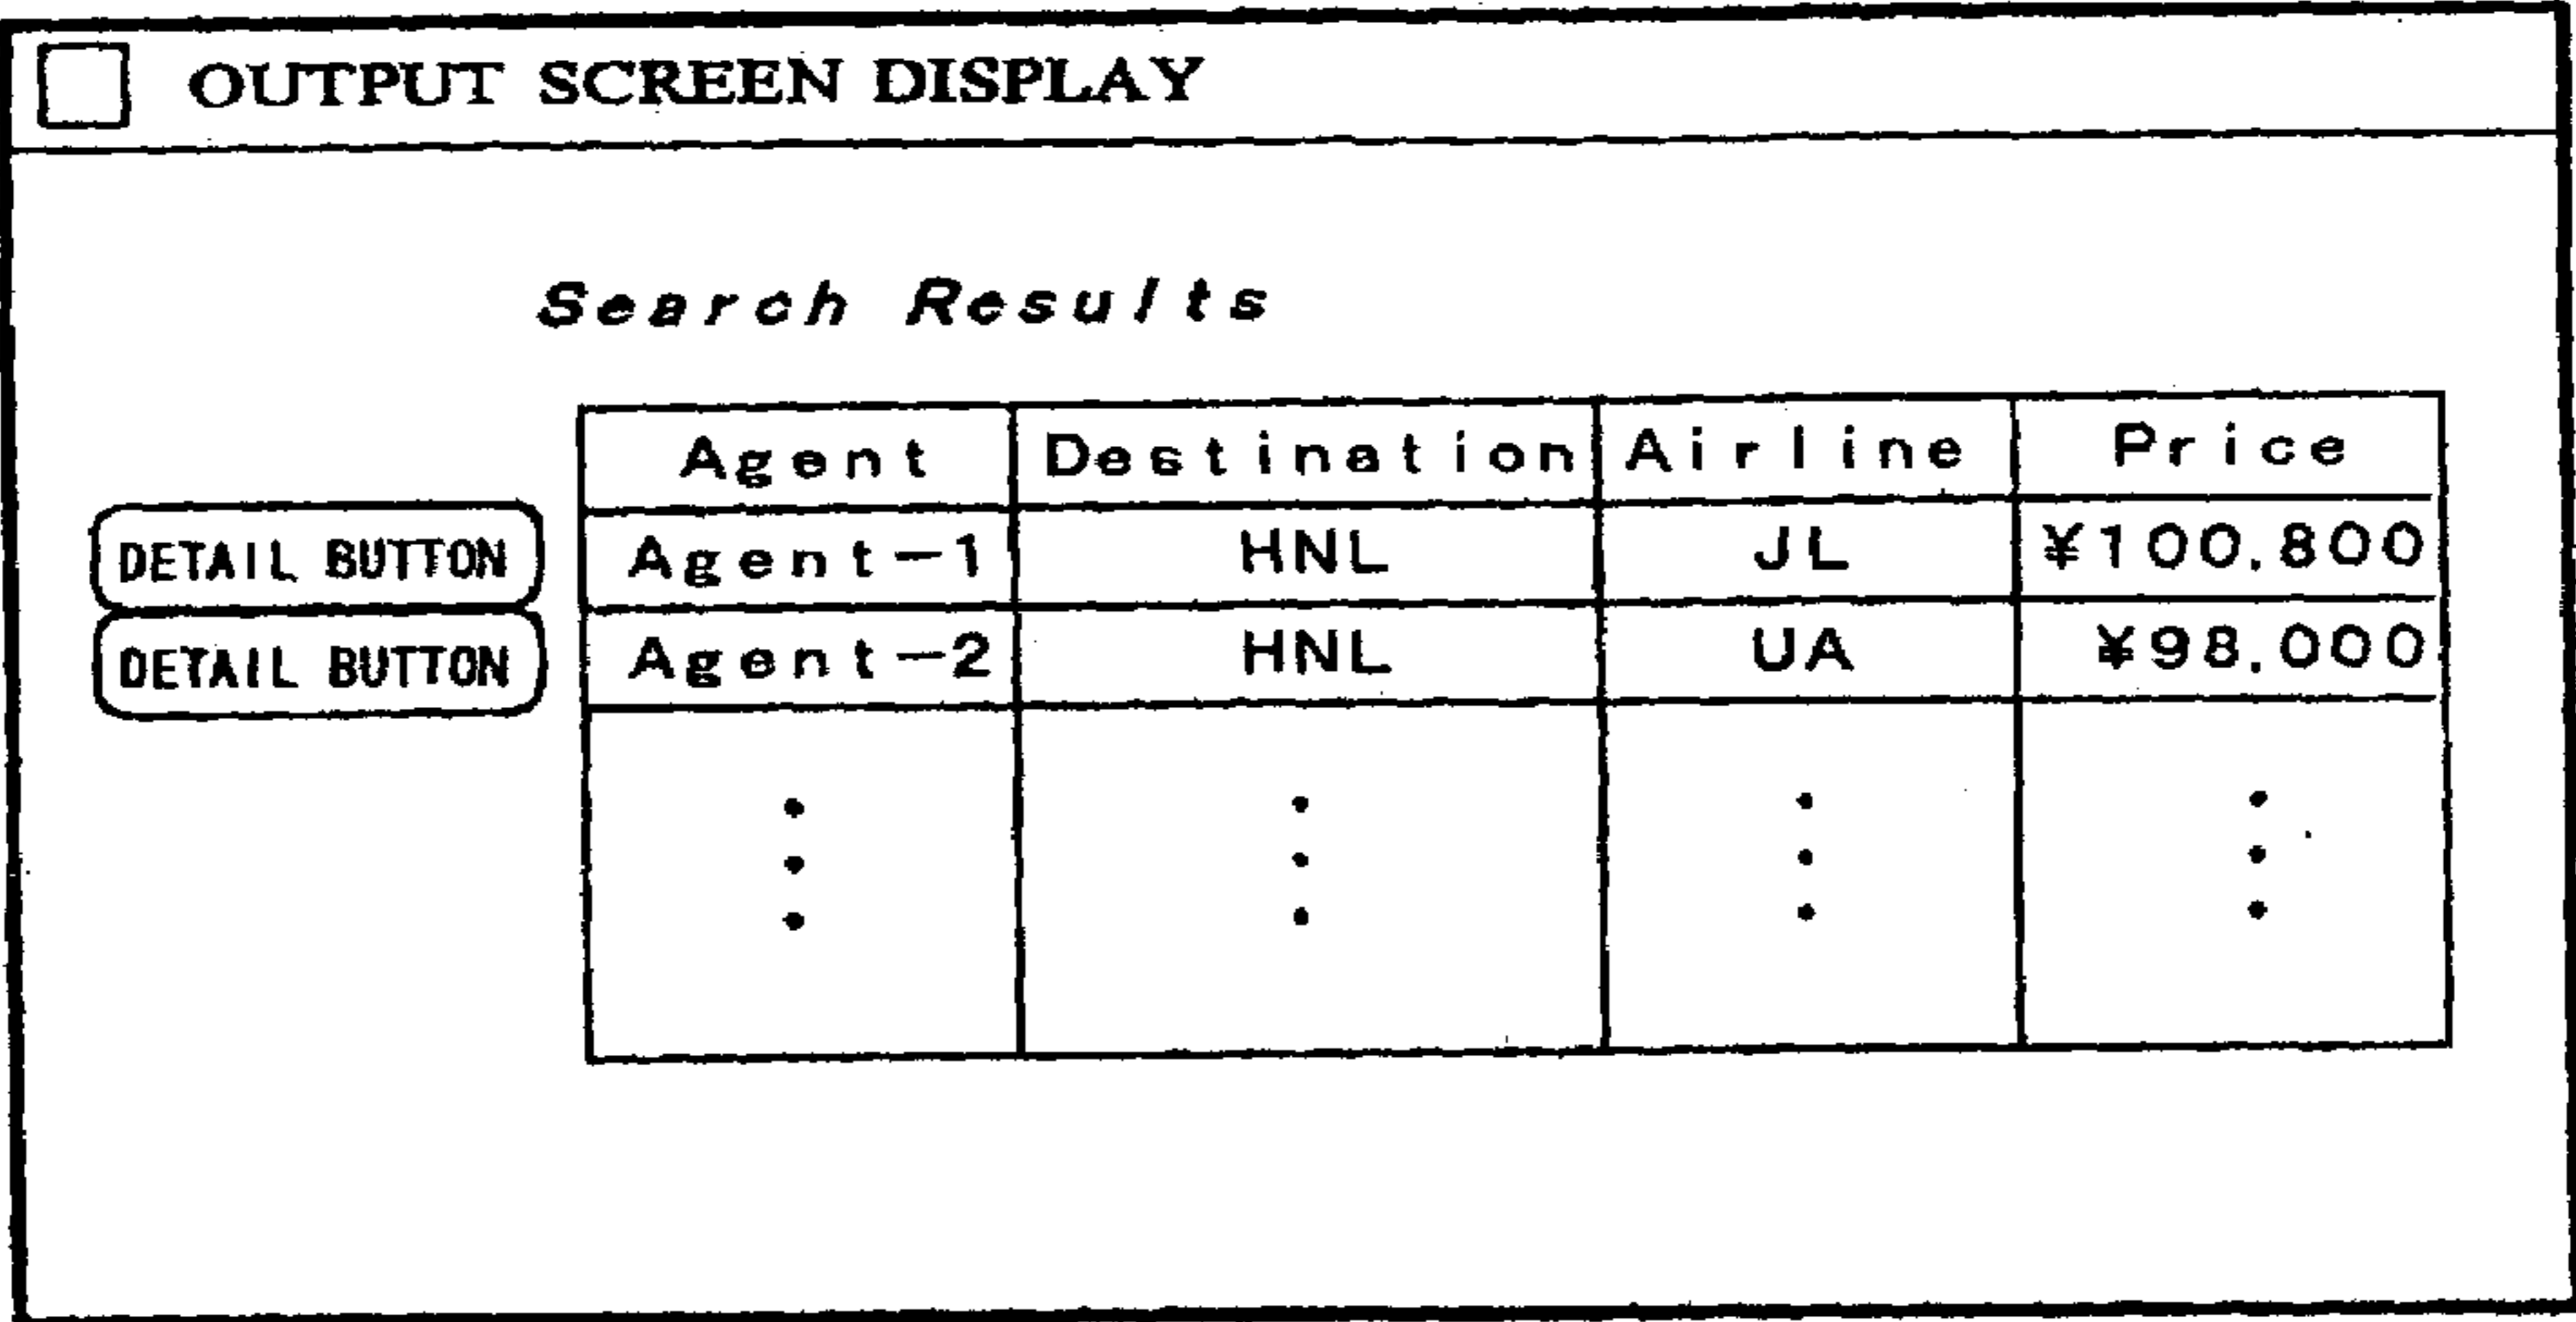 OUTPUT SCREEN DISPLAY
Search Results
Agent Destination Airline Price
DETAIL BUTTON Agent-1 HNL JL ¥100,800
DETAIL BUTTON Agent-2 HNL UA ¥98,000